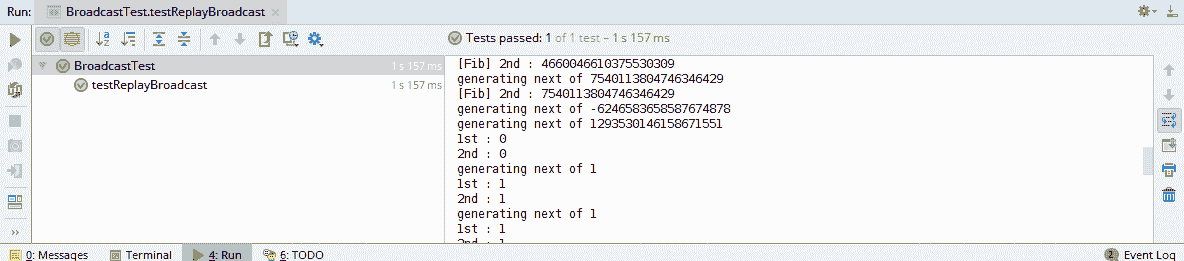 Run: BroadcastTest.testReplayBroadcast
Tests passed: 1 of 1 test – 1 s 157 ms
BroadcastTest 1 s 157 ms
testReplayBroadcast 1 s 157 ms
[Fib] 2nd : 4660046610375530309
generating next of 7540113804746346429
[Fib] 2nd : 7540113804746346429
generating next of -6246583658587674878
generating next of 1293530146158671551
1st : 0
2nd : 0
generating next of 1
1st : 1
2nd : 1
generating next of 1
1st : 1
2nd : 1
0: Messages Terminal 4: Run 6: TODO 2 Event Log